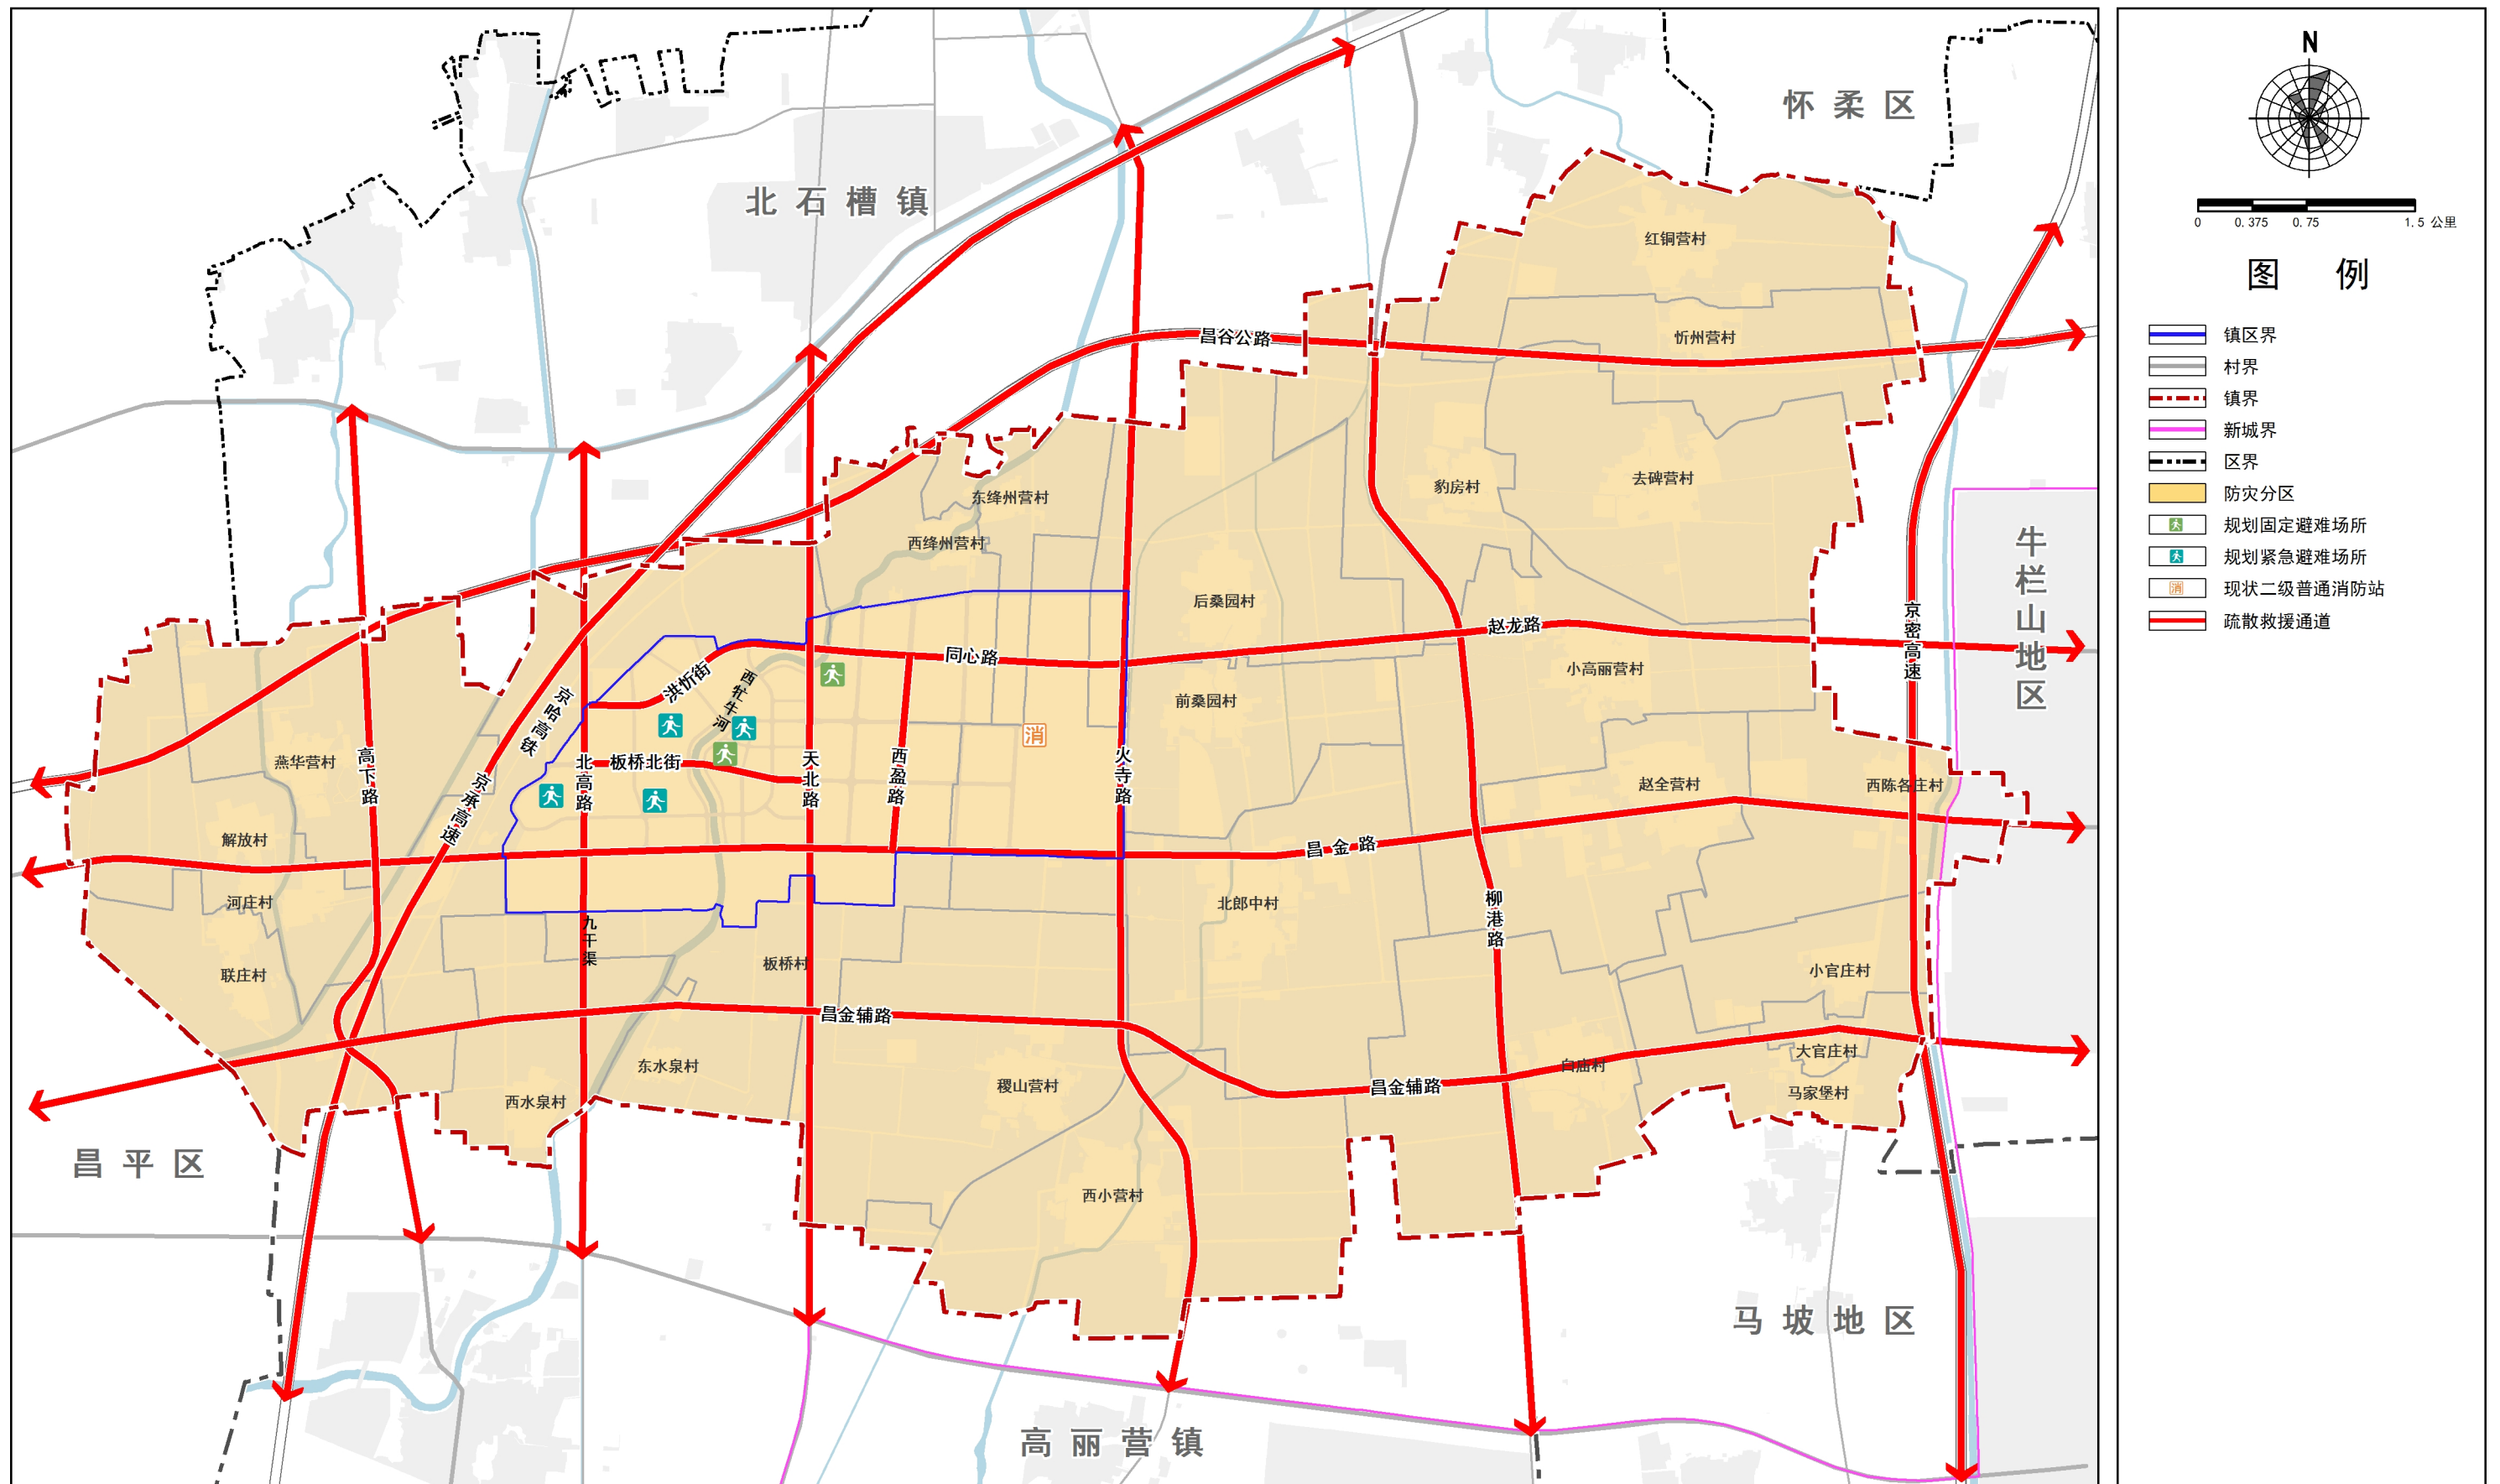 怀柔区
北石槽镇
红铜营村
昌谷公路
忻州营村
去碑营村
豹房村
东绛州营村
西绛州营村
牛栏山地区
后桑园村
赵龙路
京密高速
同心路
小高丽营村
洪忻街
西牤牛河
前桑园村
京哈高铁
燕华营村
高下路
京承高速
北高路
板桥北街
天北路
西盈路
消
火寺路
赵全营村
西陈各庄村
解放村
昌金路
河庄村
北郎中村
柳港路
九干渠
联庄村
板桥村
小官庄村
昌金辅路
东水泉村
稷山营村
昌金辅路
白庙村
大官庄村
马家堡村
西水泉村
昌平区
西小营村
马坡地区
高丽营镇
N
0 0.375 0.75 1.5 公里
图例
镇区界
村界
镇界
新城界
区界
防灾分区
规划固定避难场所
规划紧急避难场所
消 现状二级普通消防站
疏散救援通道